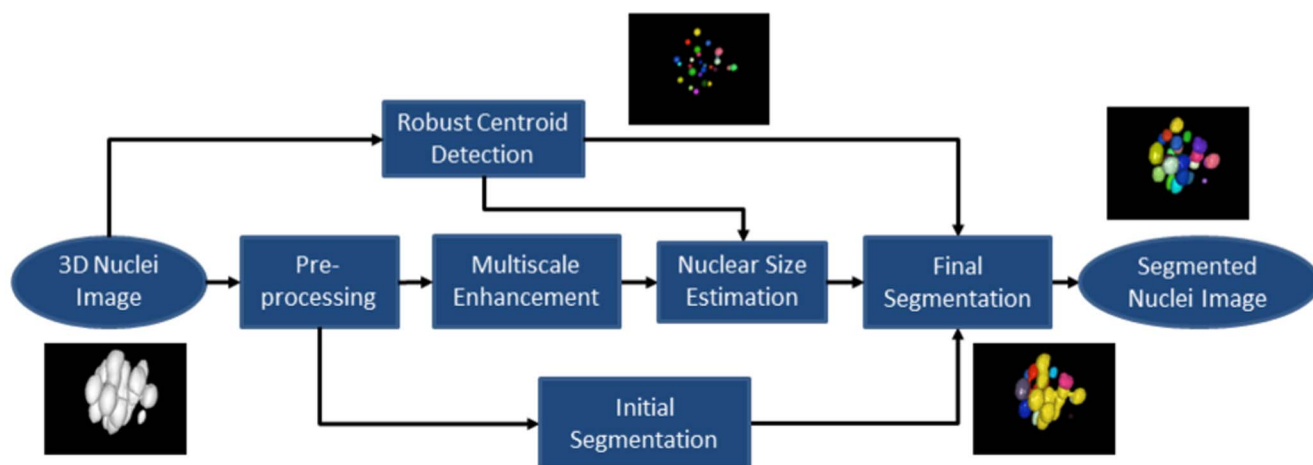 Robust Centroid
Detection
3D Nuclei
Image
Pre-
processing
Multiscale
Enhancement
Nuclear Size
Estimation
Final
Segmentation
Segmented
Nuclei Image
Initial
Segmentation